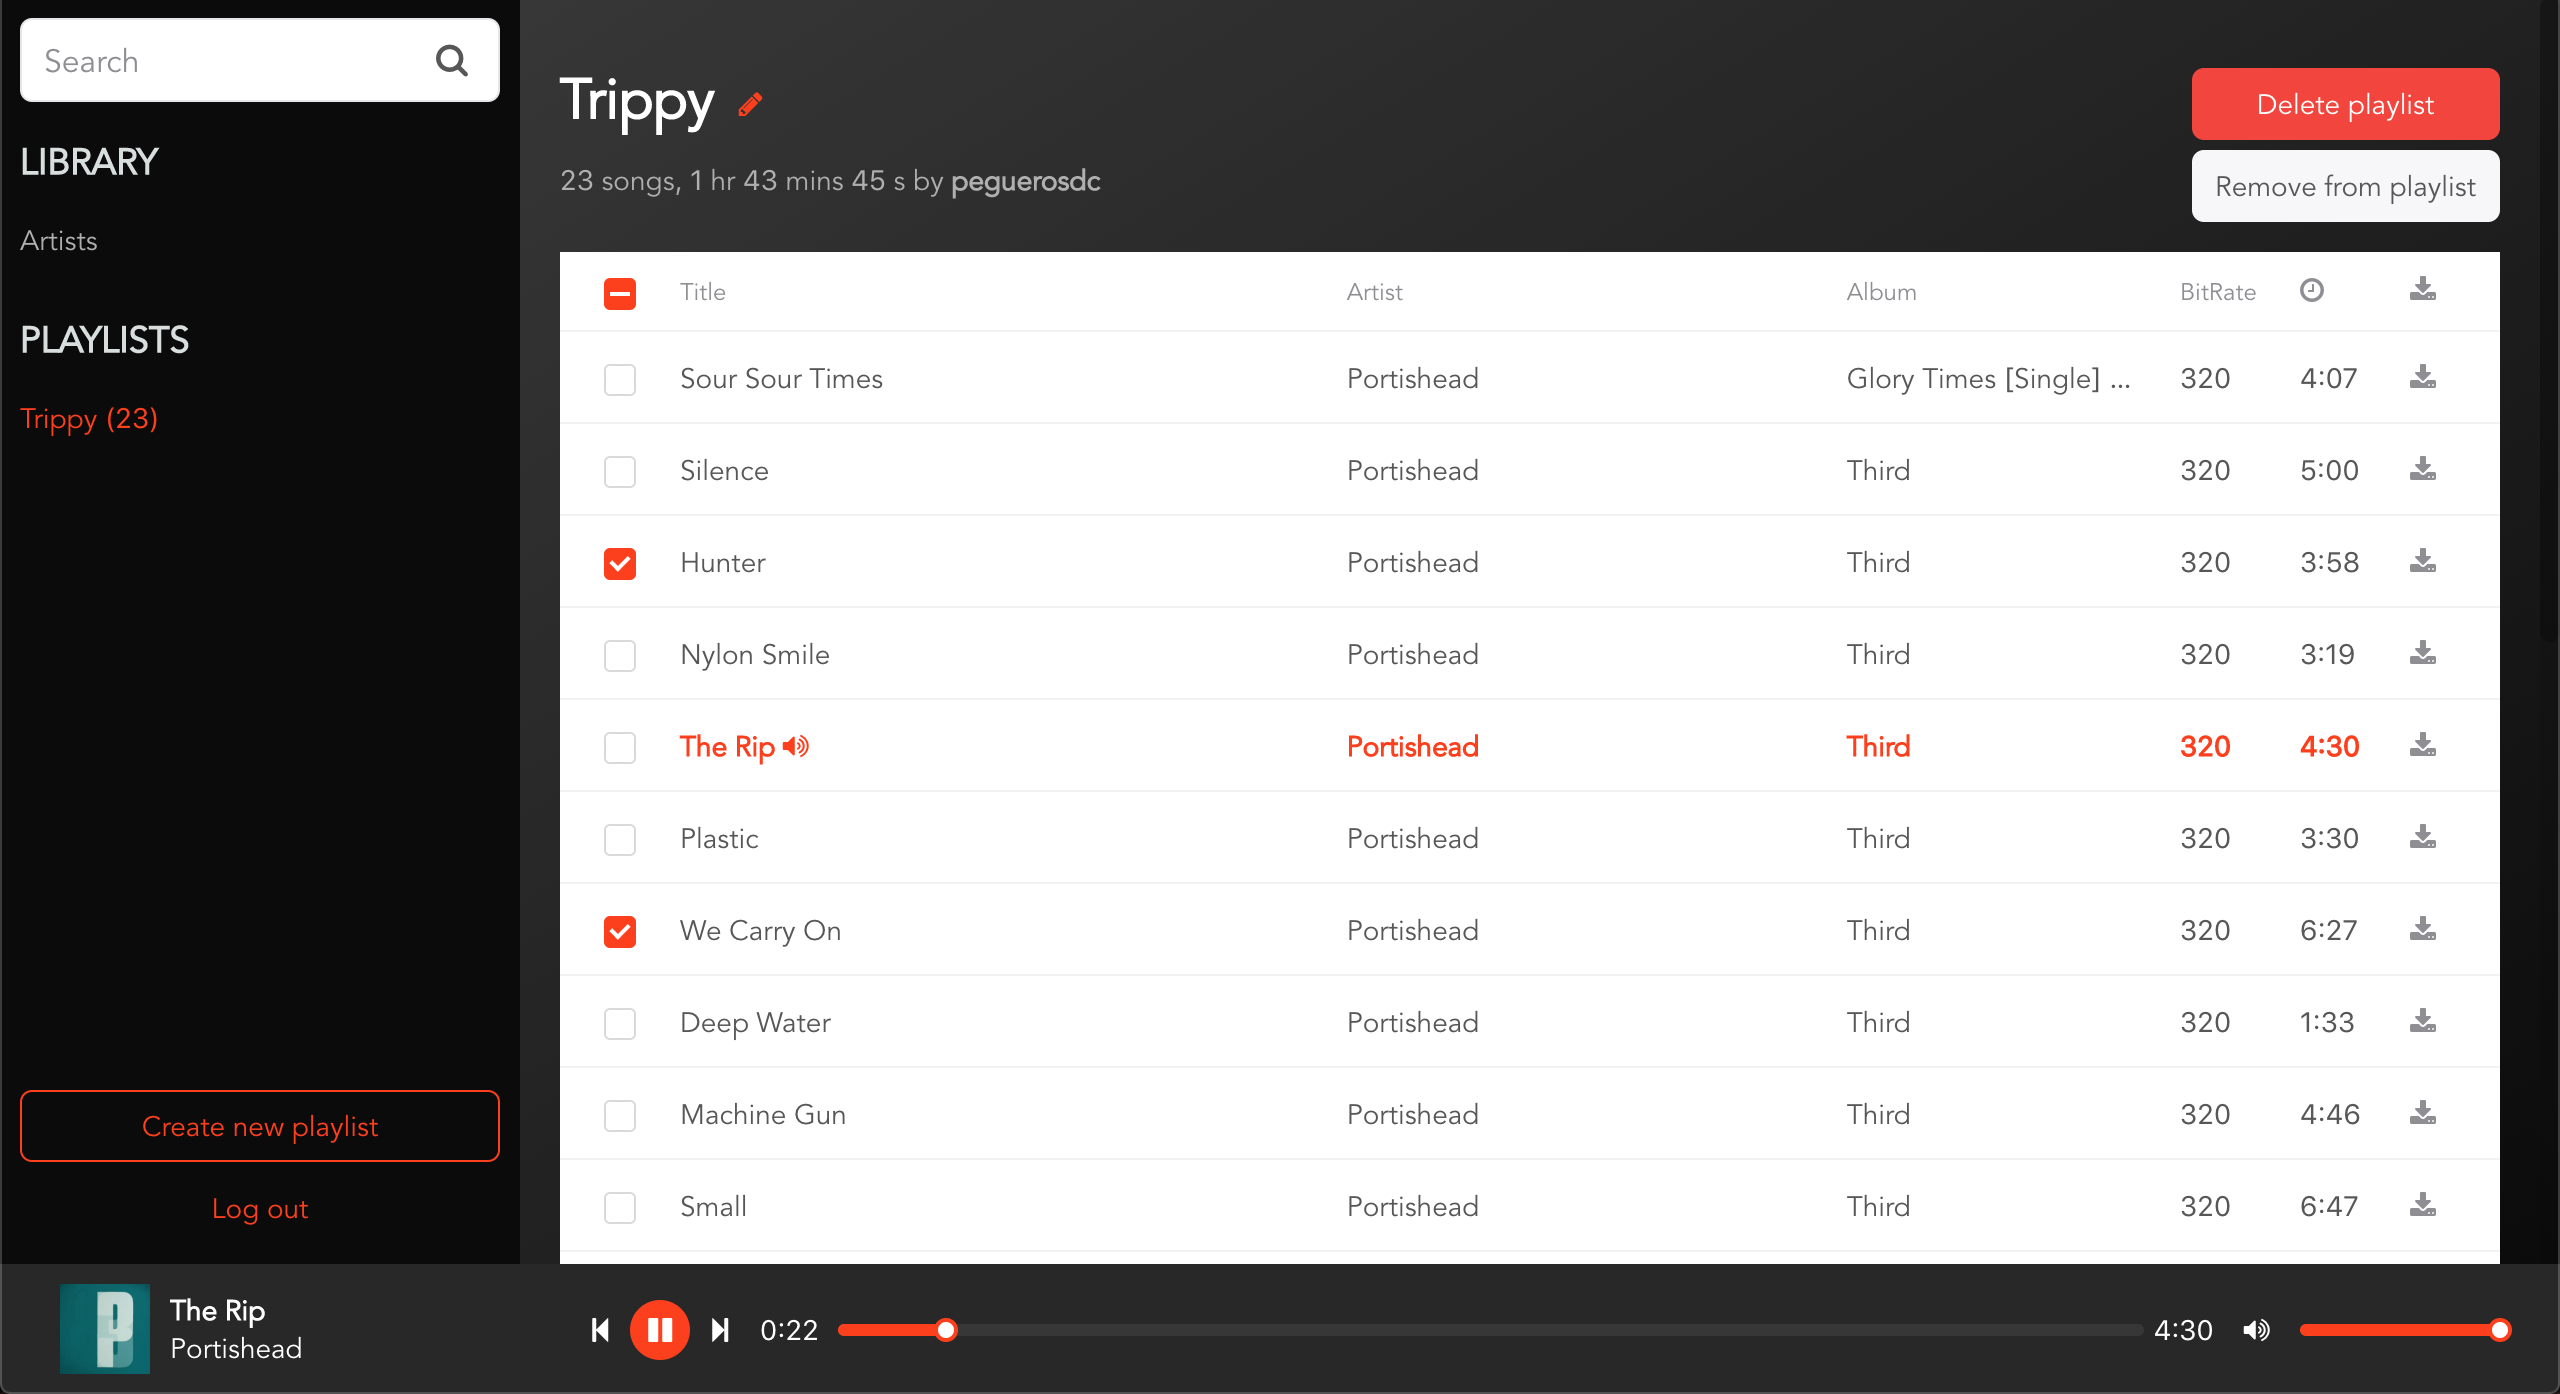 Search
LIBRARY
Artists
PLAYLISTS
Trippy (23)
Create new playlist
Log out
Trippy
23 songs, 1 hr 43 mins 45 s by peguerosdc
Delete playlist
Remove from playlist
Title Artist Album BitRate
Sour Sour Times Portishead Glory Times [Single] ... 320 4:07
Silence Portishead Third 320 5:00
Hunter Portishead Third 320 3:58
Nylon Smile Portishead Third 320 3:19
The Rip Portishead Third 320 4:30
Plastic Portishead Third 320 3:30
We Carry On Portishead Third 320 6:27
Deep Water Portishead Third 320 1:33
Machine Gun Portishead Third 320 4:46
Small Portishead Third 320 6:47
The Rip
Portishead
0:22 4:30